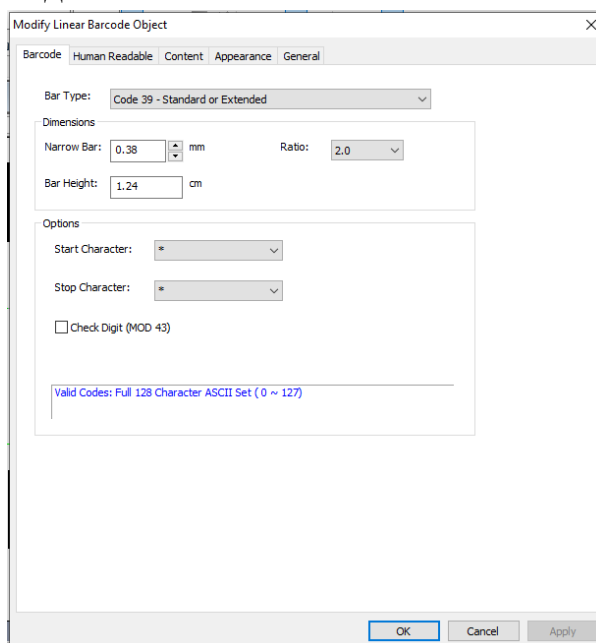 Modify Linear Barcode Object
Barcode Human Readable Content Appearance General
Bar Type: Code 39 - Standard or Extended
Dimensions
Narrow Bar: 0.38 mm Ratio: 2.0
Bar Height: 1.24 cm
Options
Start Character: *
Stop Character: *
Check Digit (MOD 43)
Valid Codes: Full 128 Character ASCII Set ( 0 ~ 127)
OK Cancel Apply